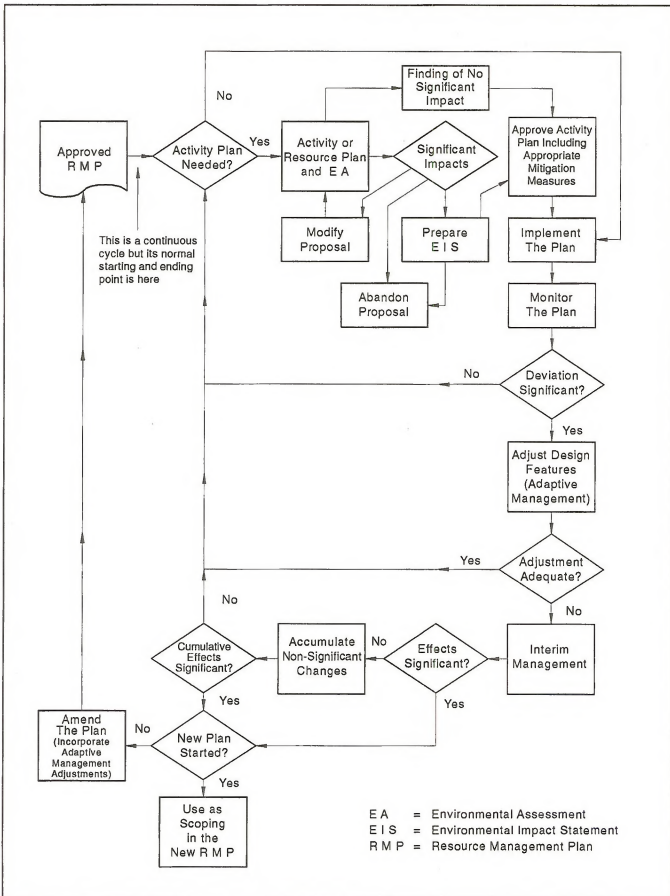 No
Finding of No
Significant
Impact
Approved
R M P
Activity Plan
Needed?
Yes
Activity or
Resource Plan
and E A
Significant
Impacts
Approve Activity
Plan Including
Appropriate
Mitigation
Measures
This is a continuous
cycle but its normal
starting and ending
point is here
Modify
Proposal
Prepare
E I S
Implement
The Plan
Abandon
Proposal
Monitor
The Plan
No
Deviation
Significant?
Yes
Adjust Design
Features
(Adaptive
Management)
Yes
Adjustment
Adequate?
No
No
Cumulative
Effects
Significant?
Accumulate
Non-Significant
Changes
No
Effects
Significant?
Interim
Management
Yes
Yes
Amend
The Plan
(Incorporate
Adaptive
Management
Adjustments)
No
New Plan
Started?
Yes
Use as
Scoping
in the
New R M P
E A = Environmental Assessment
E I S = Environmental Impact Statement
R M P = Resource Management Plan